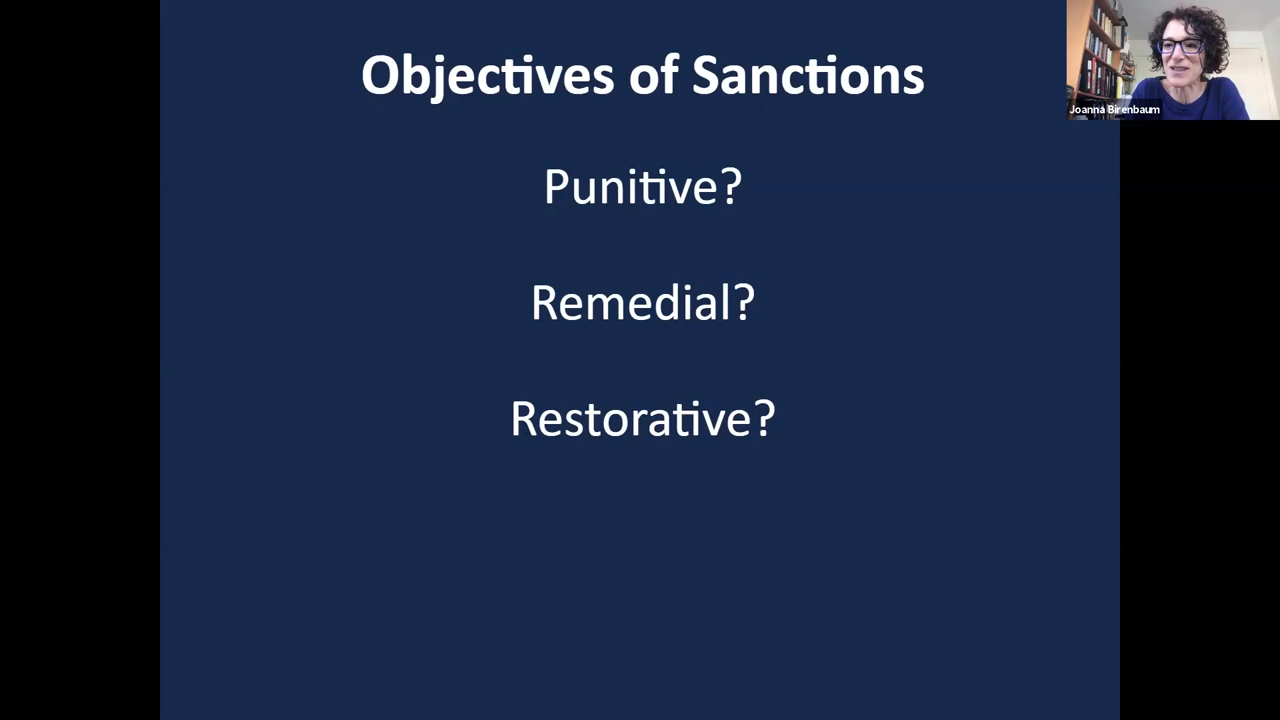 Objectives of Sanctions
Joanna Birenbaum
Punitive?
Remedial?
Restorative?